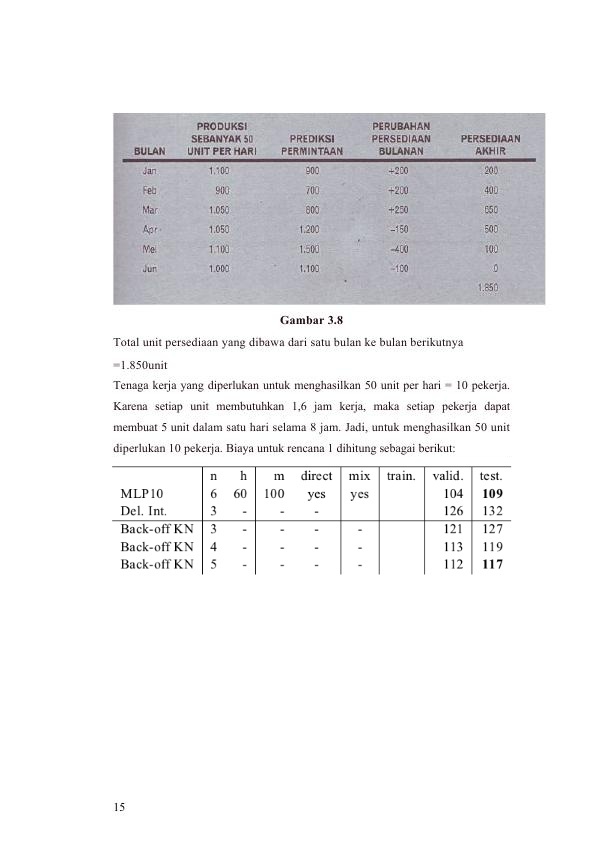 BULAN PRODUKSI SEBANYAK 50 UNIT PER HARI PREDIKSI PERMINTAAN PERUBAHAN PERSEDIAAN BULANAN PERSEDIAAN AKHIR
Jan 1.100 900 +200 200
Feb 900 700 +200 400
Mar 1.050 800 +250 650
Apr 1.050 1.200 –150 500
Mei 1.100 1.500 –400 100
Jun 1.000 1.100 –100 0
1.850
Gambar 3.8
Total unit persediaan yang dibawa dari satu bulan ke bulan berikutnya
=1.850unit
Tenaga kerja yang diperlukan untuk menghasilkan 50 unit per hari = 10 pekerja.
Karena setiap unit membutuhkan 1,6 jam kerja, maka setiap pekerja dapat
membuat 5 unit dalam satu hari selama 8 jam. Jadi, untuk menghasilkan 50 unit
diperlukan 10 pekerja. Biaya untuk rencana 1 dihitung sebagai berikut:
n h m direct mix train. valid. test.
MLP10 6 60 100 yes yes 104 109
Del. Int. 3 - - - 126 132
Back-off KN 3 - - - - 121 127
Back-off KN 4 - - - - 113 119
Back-off KN 5 - - - - 112 117
15